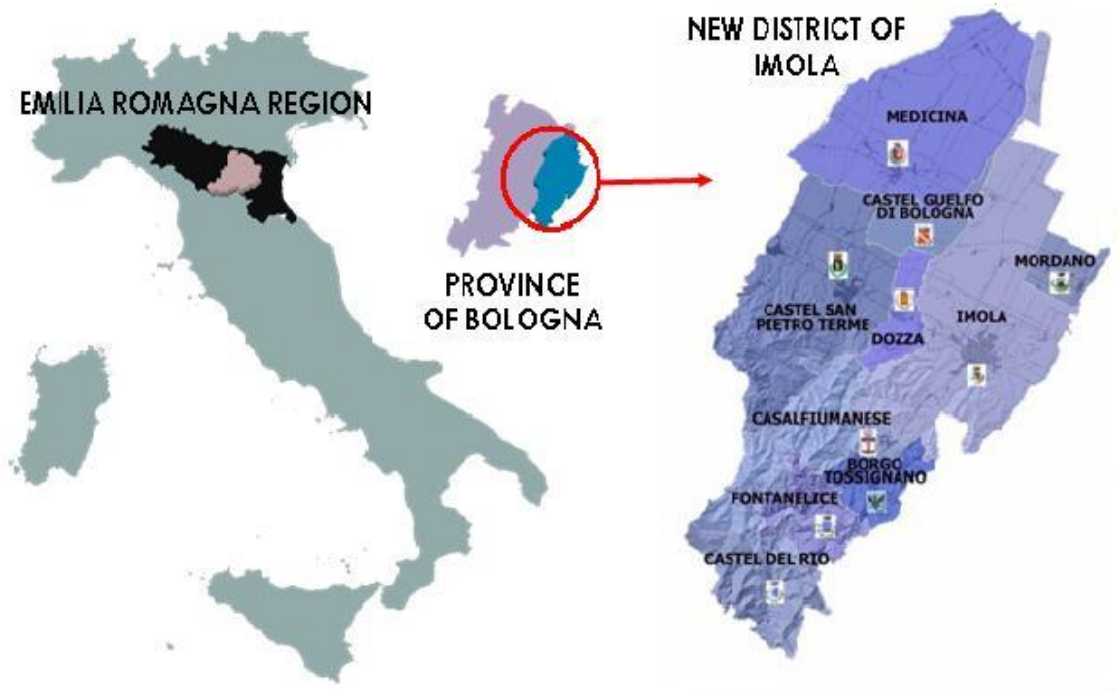 EMILIA ROMAGNA REGION
PROVINCE
OF BOLOGNA
NEW DISTRICT OF
IMOLA
MEDICINA
CASTEL GUELFO
DI BOLOGNA
MORDANO
CASTEL SAN
PIETRO TERME
IMOLA
DOZZA
CASALFIUMANESE
BORGO
TOSSIGNANO
FONTANELICE
CASTEL DEL RIO